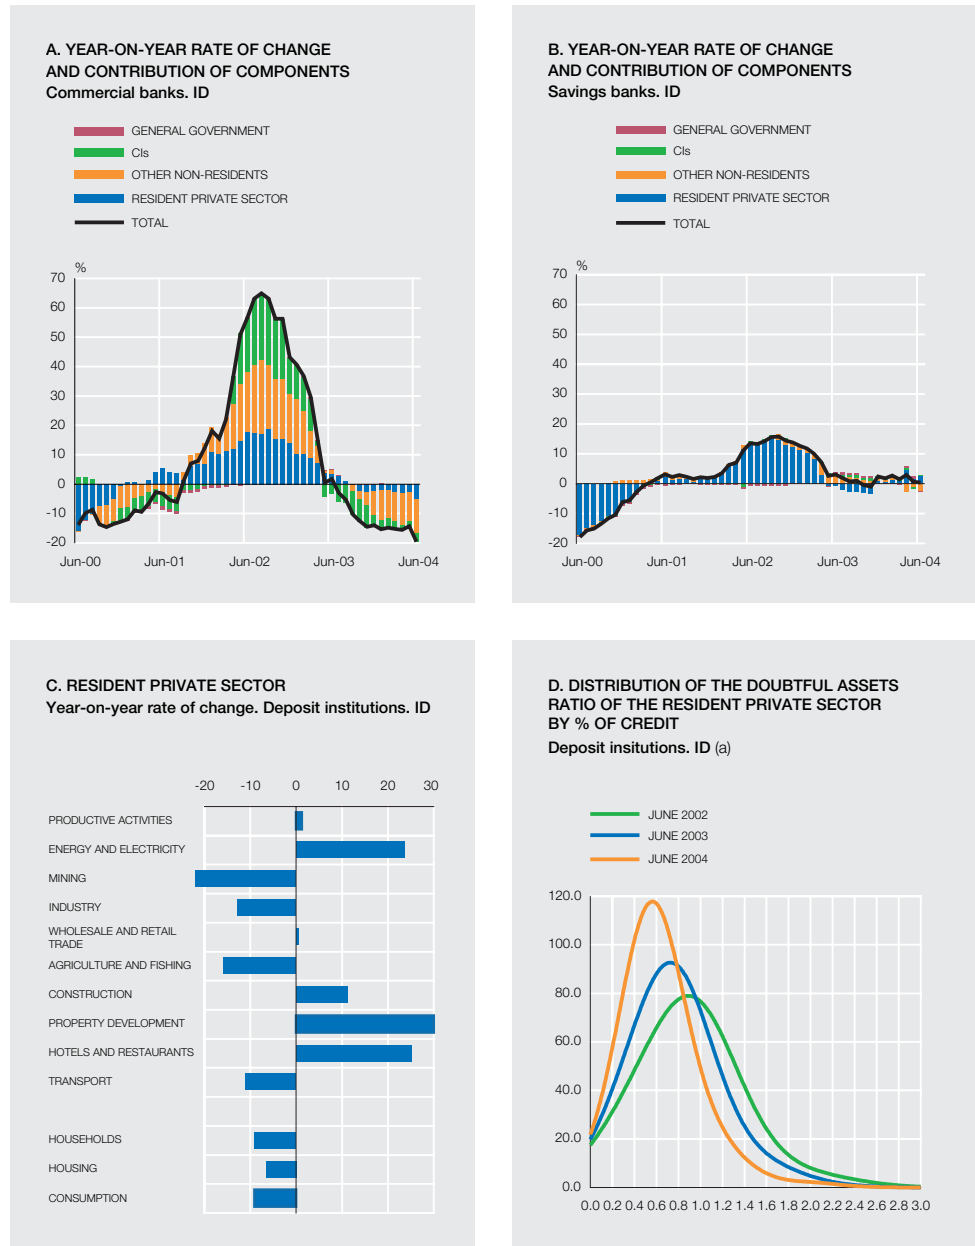 A. YEAR-ON-YEAR RATE OF CHANGE
AND CONTRIBUTION OF COMPONENTS
Commercial banks. ID
GENERAL GOVERNMENT
CIs
OTHER NON-RESIDENTS
RESIDENT PRIVATE SECTOR
TOTAL
%
70
60
50
40
30
20
10
0
-10
-20
Jun-00 Jun-01 Jun-02 Jun-03 Jun-04
B. YEAR-ON-YEAR RATE OF CHANGE
AND CONTRIBUTION OF COMPONENTS
Savings banks. ID
GENERAL GOVERNMENT
CIs
OTHER NON-RESIDENTS
RESIDENT PRIVATE SECTOR
TOTAL
%
70
60
50
40
30
20
10
0
-10
-20
Jun-00 Jun-01 Jun-02 Jun-03 Jun-04
C. RESIDENT PRIVATE SECTOR
Year-on-year rate of change. Deposit institutions. ID
-20 -10 0 10 20 30
PRODUCTIVE ACTIVITIES
ENERGY AND ELECTRICITY
MINING
INDUSTRY
WHOLESALE AND RETAIL
TRADE
AGRICULTURE AND FISHING
CONSTRUCTION
PROPERTY DEVELOPMENT
HOTELS AND RESTAURANTS
TRANSPORT
HOUSEHOLDS
HOUSING
CONSUMPTION
D. DISTRIBUTION OF THE DOUBTFUL ASSETS
RATIO OF THE RESIDENT PRIVATE SECTOR
BY % OF CREDIT
Deposit insitutions. ID (a)
JUNE 2002
JUNE 2003
JUNE 2004
120.0
100.0
80.0
60.0
40.0
20.0
0.0
0.0 0.2 0.4 0.6 0.8 1.0 1.2 1.4 1.6 1.8 2.0 2.2 2.4 2.6 2.8 3.0